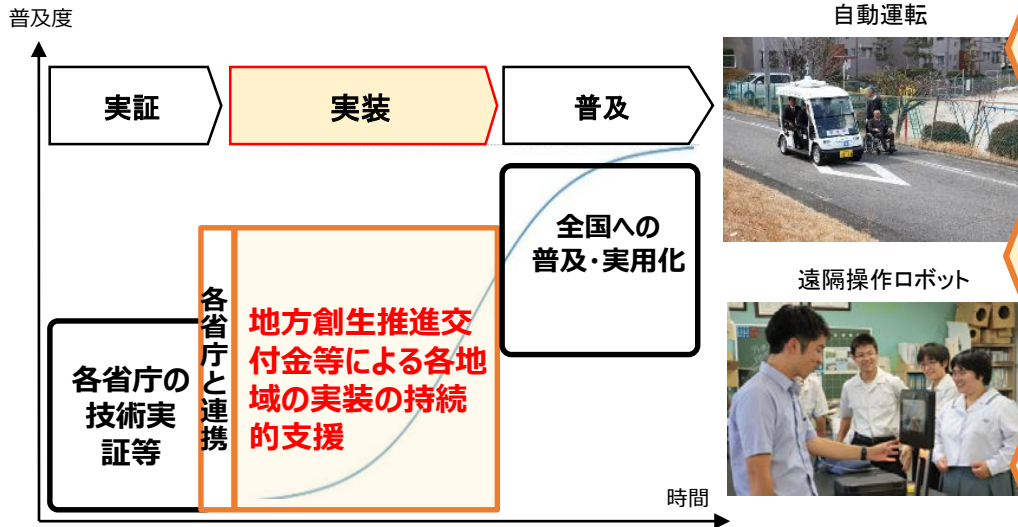 普及度
実証
実装
普及
各省庁の
技術実
証等
各省庁と連携
地方創生推進交
付金等による各地
域の実装の持続
的支援
全国への
普及・実用化
時間
自動運転
遠隔操作ロボット